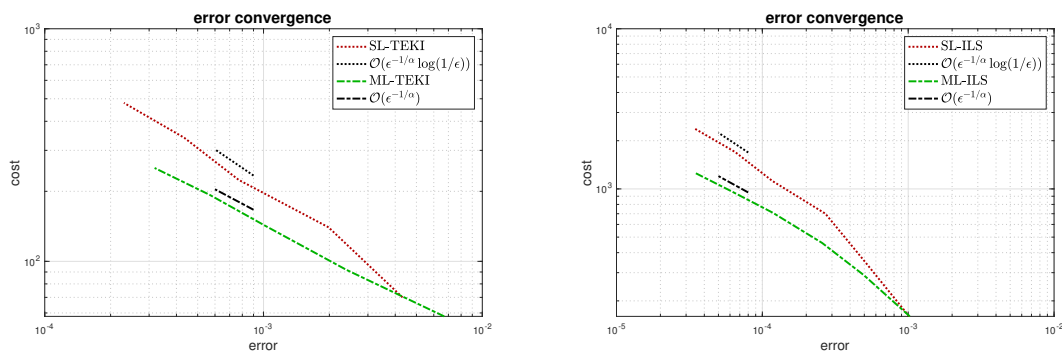 error convergence
10^3
10^2
cost
SL-TEKI
O(ϵ^{-1/α} log(1/ϵ))
ML-TEKI
O(ϵ^{-1/α})
10^{-4}
10^{-3}
10^{-2}
error
error convergence
10^4
10^3
cost
SL-ILS
O(ϵ^{-1/α} log(1/ϵ))
ML-ILS
O(ϵ^{-1/α})
10^{-5}
10^{-4}
10^{-3}
10^{-2}
error